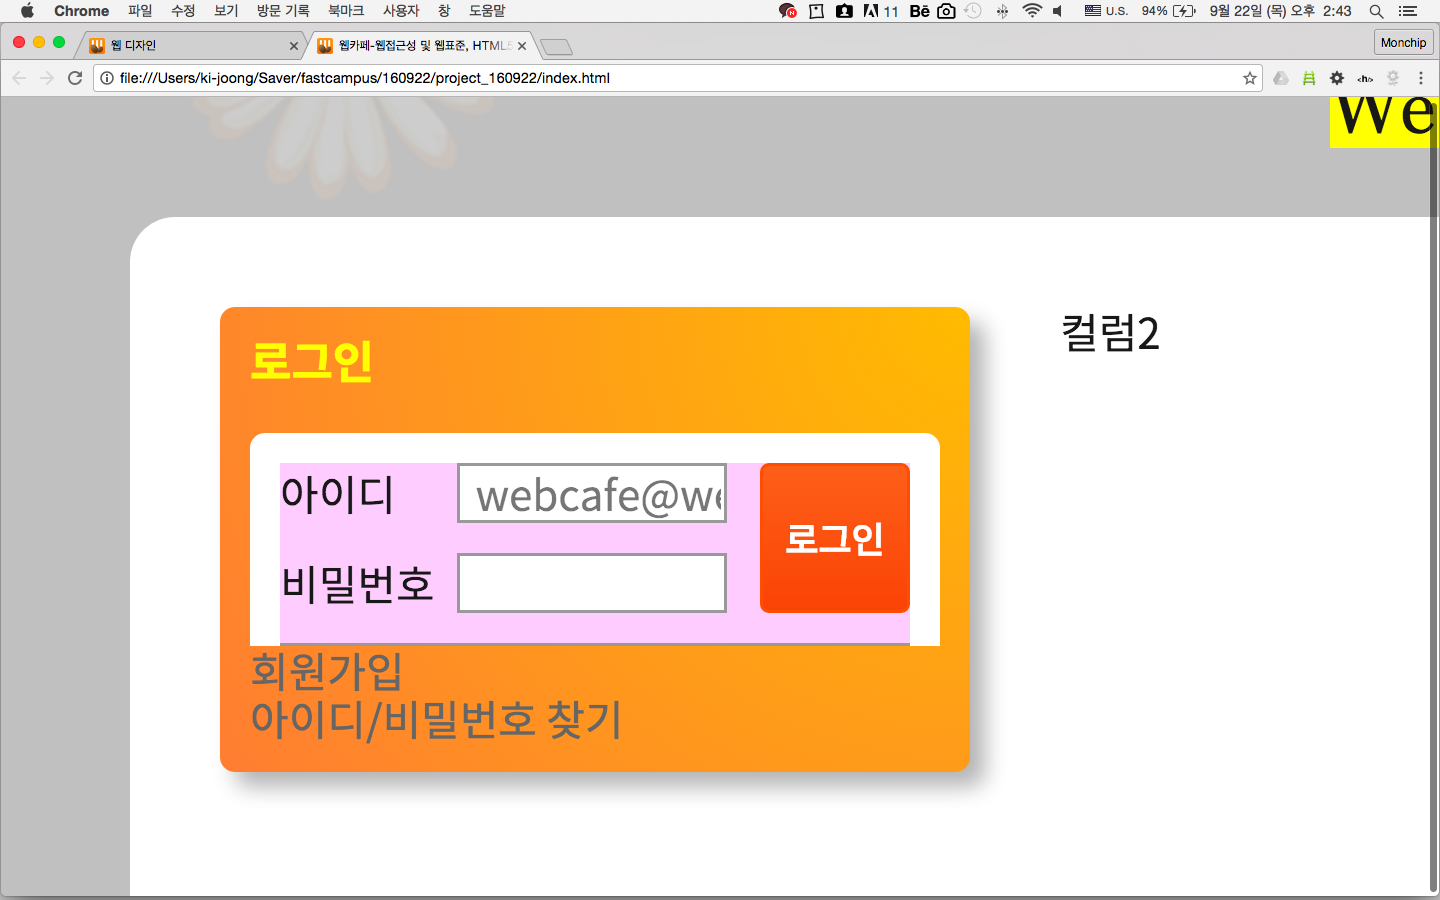 Chrome 파일 수정 보기 방문 기록 북마크 사용자 창 도움말 11 Bē U.S. 94% 9월 22일 (목) 오후 2:43
웹 디자인 웹카페-웹접근성 및 웹표준, HTML5 Monchip
file:///Users/ki-joong/Saver/fastcampus/160922/project_160922/index.html <h/>
We
로그인
컬럼2
아이디 webcafe@we
로그인
비밀번호
회원가입
아이디/비밀번호 찾기